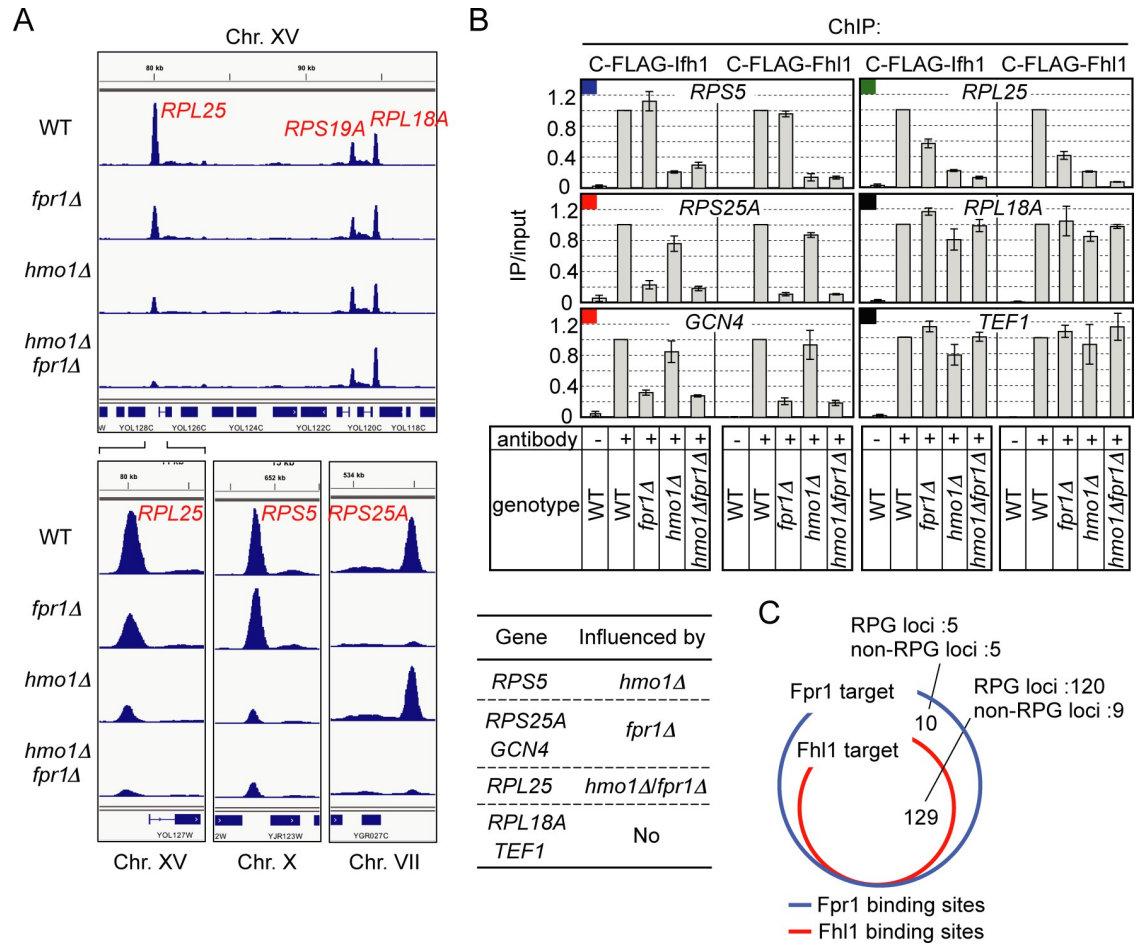 A
Chr. XV
80 kb
90 kb
WT
RPL25
RPS19A
RPL18A
fpr1Δ
hmo1Δ
hmo1Δ
fpr1Δ
W
YOL128C
YOL126C
YOL124C
YOL122C
YOL120C
YOL118C
80 kb
652 kb
534 kb
WT
RPL25
RPS5
RPS25A
fpr1Δ
hmo1Δ
hmo1Δ
fpr1Δ
YOL127W
2W
YJR123W
YGR027C
Chr. XV
Chr. X
Chr. VII
B
ChIP:
C-FLAG-Ifh1 C-FLAG-Fhl1 C-FLAG-Ifh1 C-FLAG-Fhl1
IP/input
1.2
0.8
0.4
0
RPS5
RPL25
1.2
0.8
0.4
0
RPS25A
RPL18A
1.2
0.8
0.4
0
GCN4
TEF1
antibody - + + + + - + + + + - + + + + - + + + +
genotype WT WT fpr1Δ hmo1Δ hmo1Δfpr1Δ WT WT fpr1Δ hmo1Δ hmo1Δfpr1Δ WT WT fpr1Δ hmo1Δ hmo1Δfpr1Δ WT WT fpr1Δ hmo1Δ hmo1Δfpr1Δ
Gene Influenced by
RPS5 hmo1Δ
RPS25A
GCN4
fpr1Δ
RPL25 hmo1Δ/fpr1Δ
RPL18A
TEF1
No
C
RPG loci :5
non-RPG loci :5
RPG loci :120
non-RPG loci :9
Fpr1 target
10
Fhl1 target
129
Fpr1 binding sites
Fhl1 binding sites